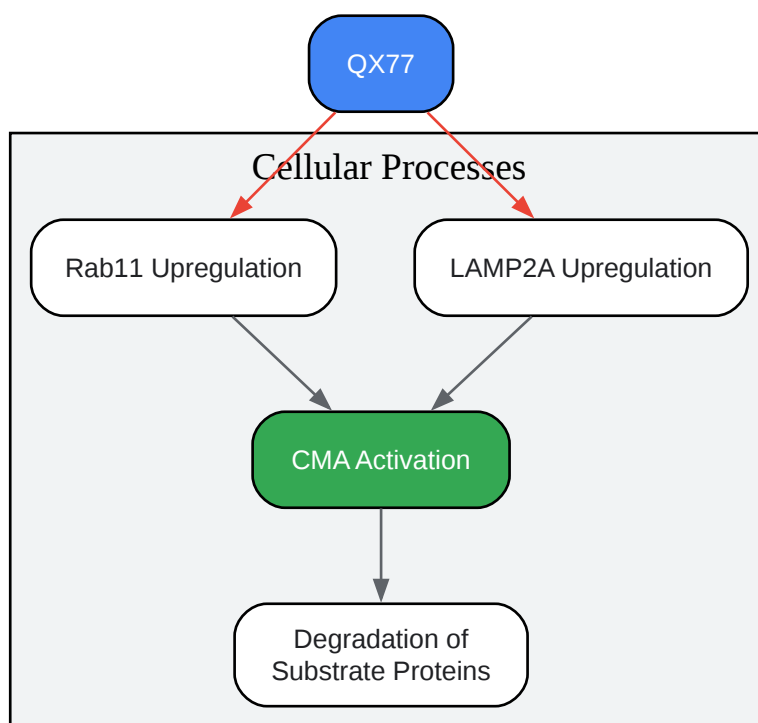 QX77
Cellular Processes
Rab11 Upregulation
LAMP2A Upregulation
CMA Activation
Degradation of
Substrate Proteins